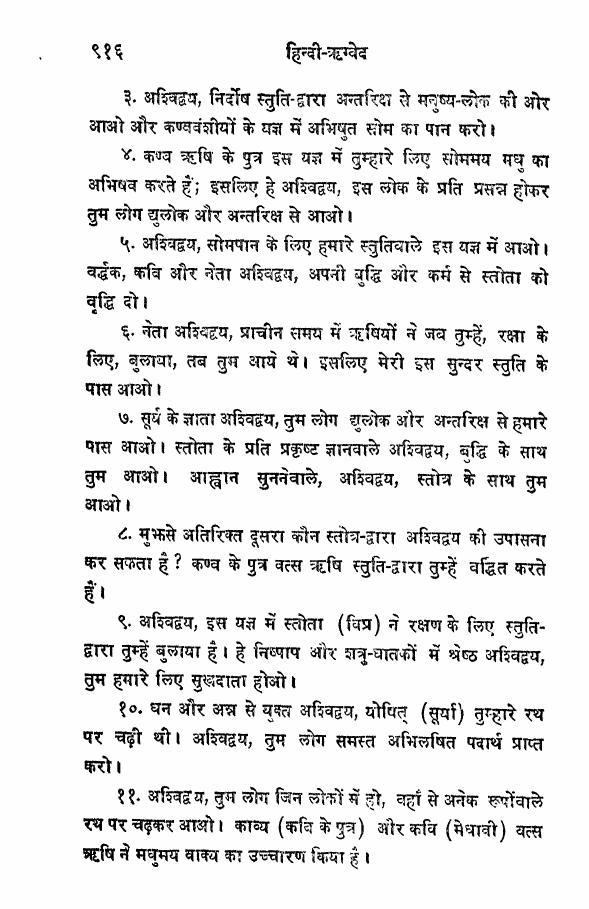 ९१६ हिन्दी-ऋग्वेद
३. अश्विद्वय, निर्दोष स्तुति-द्वारा अन्तरिक्ष से मनुष्य-लोक की ओर
आओ और कण्ववंशीयों के यज्ञ में अभिषुत सोम का पान करो।
४. कण्व ऋषि के पुत्र इस यज्ञ में तुम्हारे लिए सोममय मधु का
अभिषव करते हैं; इसलिए हे अश्विद्वय, इस लोक के प्रति प्रसन्न होकर
तुम लोग द्युलोक और अन्तरिक्ष से आओ।
५. अश्विद्वय, सोमपान के लिए हमारे स्तुतिवाले इस यज्ञ में आओ।
वर्द्धक, कवि और नेता अश्विद्वय, अपनी बुद्धि और कर्म से स्तोता को
वृद्धि दो।
६. नेता अश्विद्वय, प्राचीन समय में ऋषियों ने जब तुम्हें, रक्षा के
लिए, बुलाया, तब तुम आये थे। इसलिए मेरी इस सुन्दर स्तुति के
पास आओ।
७. सूर्य के ज्ञाता अश्विद्वय, तुम लोग द्युलोक और अन्तरिक्ष से हमारे
पास आओ। स्तोता के प्रति प्रकृष्ट ज्ञानवाले अश्विद्वय, बुद्धि के साथ
तुम आओ। आह्वान सुननेवाले, अश्विद्वय, स्तोत्र के साथ तुम
आओ।
८. मुझसे अतिरिक्त दूसरा कौन स्तोत्र-द्वारा अश्विद्वय की उपासना
कर सकता है? कण्व के पुत्र वत्स ऋषि स्तुति-द्वारा तुम्हें वर्द्धित करते
हैं।
९. अश्विद्वय, इस यज्ञ में स्तोता (विप्र) ने रक्षण के लिए स्तुति-
द्वारा तुम्हें बुलाया है। हे निष्पाप और शत्रु-घातकों में श्रेष्ठ अश्विद्वय,
तुम हमारे लिए सुखदाता होओ।
१०. धन और अन्न से युक्त अश्विद्वय, योषित् (सूर्या) तुम्हारे रथ
पर चढ़ी थी। अश्विद्वय, तुम लोग समस्त अभिलषित पदार्थ प्राप्त
करो।
११. अश्विद्वय, तुम लोग जिन लोकों में हो, वहाँ से अनेक रूपोंवाले
रथ पर चढ़कर आओ। काव्य (कवि के पुत्र) और कवि (मेधावी) वत्स
ऋषि ने मधुमय वाक्य का उच्चारण किया है।